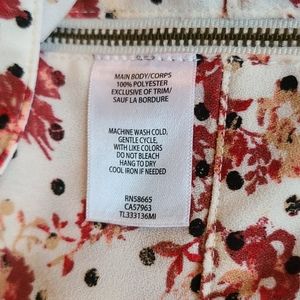 MAIN BODY/CORPS
100% POLYESTER
EXCLUSIVE OF TRIM/
SAUF LA BORDURE
MACHINE WASH COLD,
GENTLE CYCLE,
WITH LIKE COLORS
DO NOT BLEACH
HANG TO DRY
COOL IRON IF NEEDED
RN58665
CA57963
TL333136MI